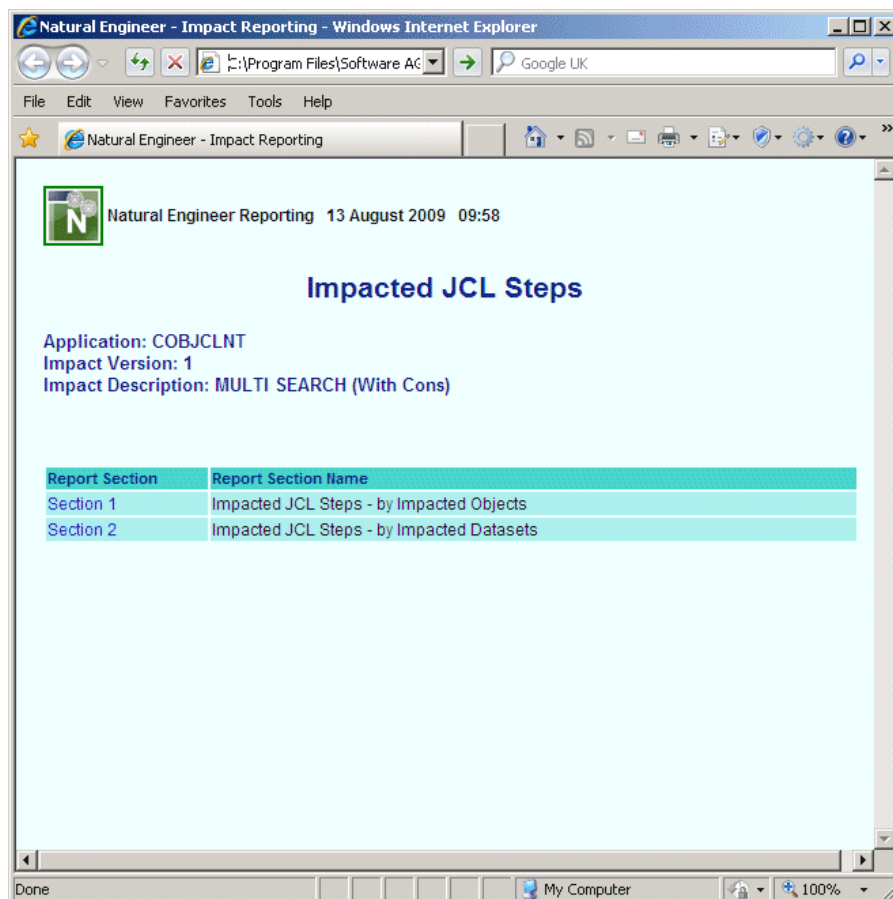 Natural Engineer - Impact Reporting - Windows Internet Explorer
:\Program Files\Software AG
Google UK
File Edit View Favorites Tools Help
Natural Engineer - Impact Reporting
»
N
Natural Engineer Reporting 13 August 2009 09:58
Impacted JCL Steps
Application: COBJCLNT
Impact Version: 1
Impact Description: MULTI SEARCH (With Cons)
Report Section Report Section Name
Section 1 Impacted JCL Steps - by Impacted Objects
Section 2 Impacted JCL Steps - by Impacted Datasets
Done My Computer 100%